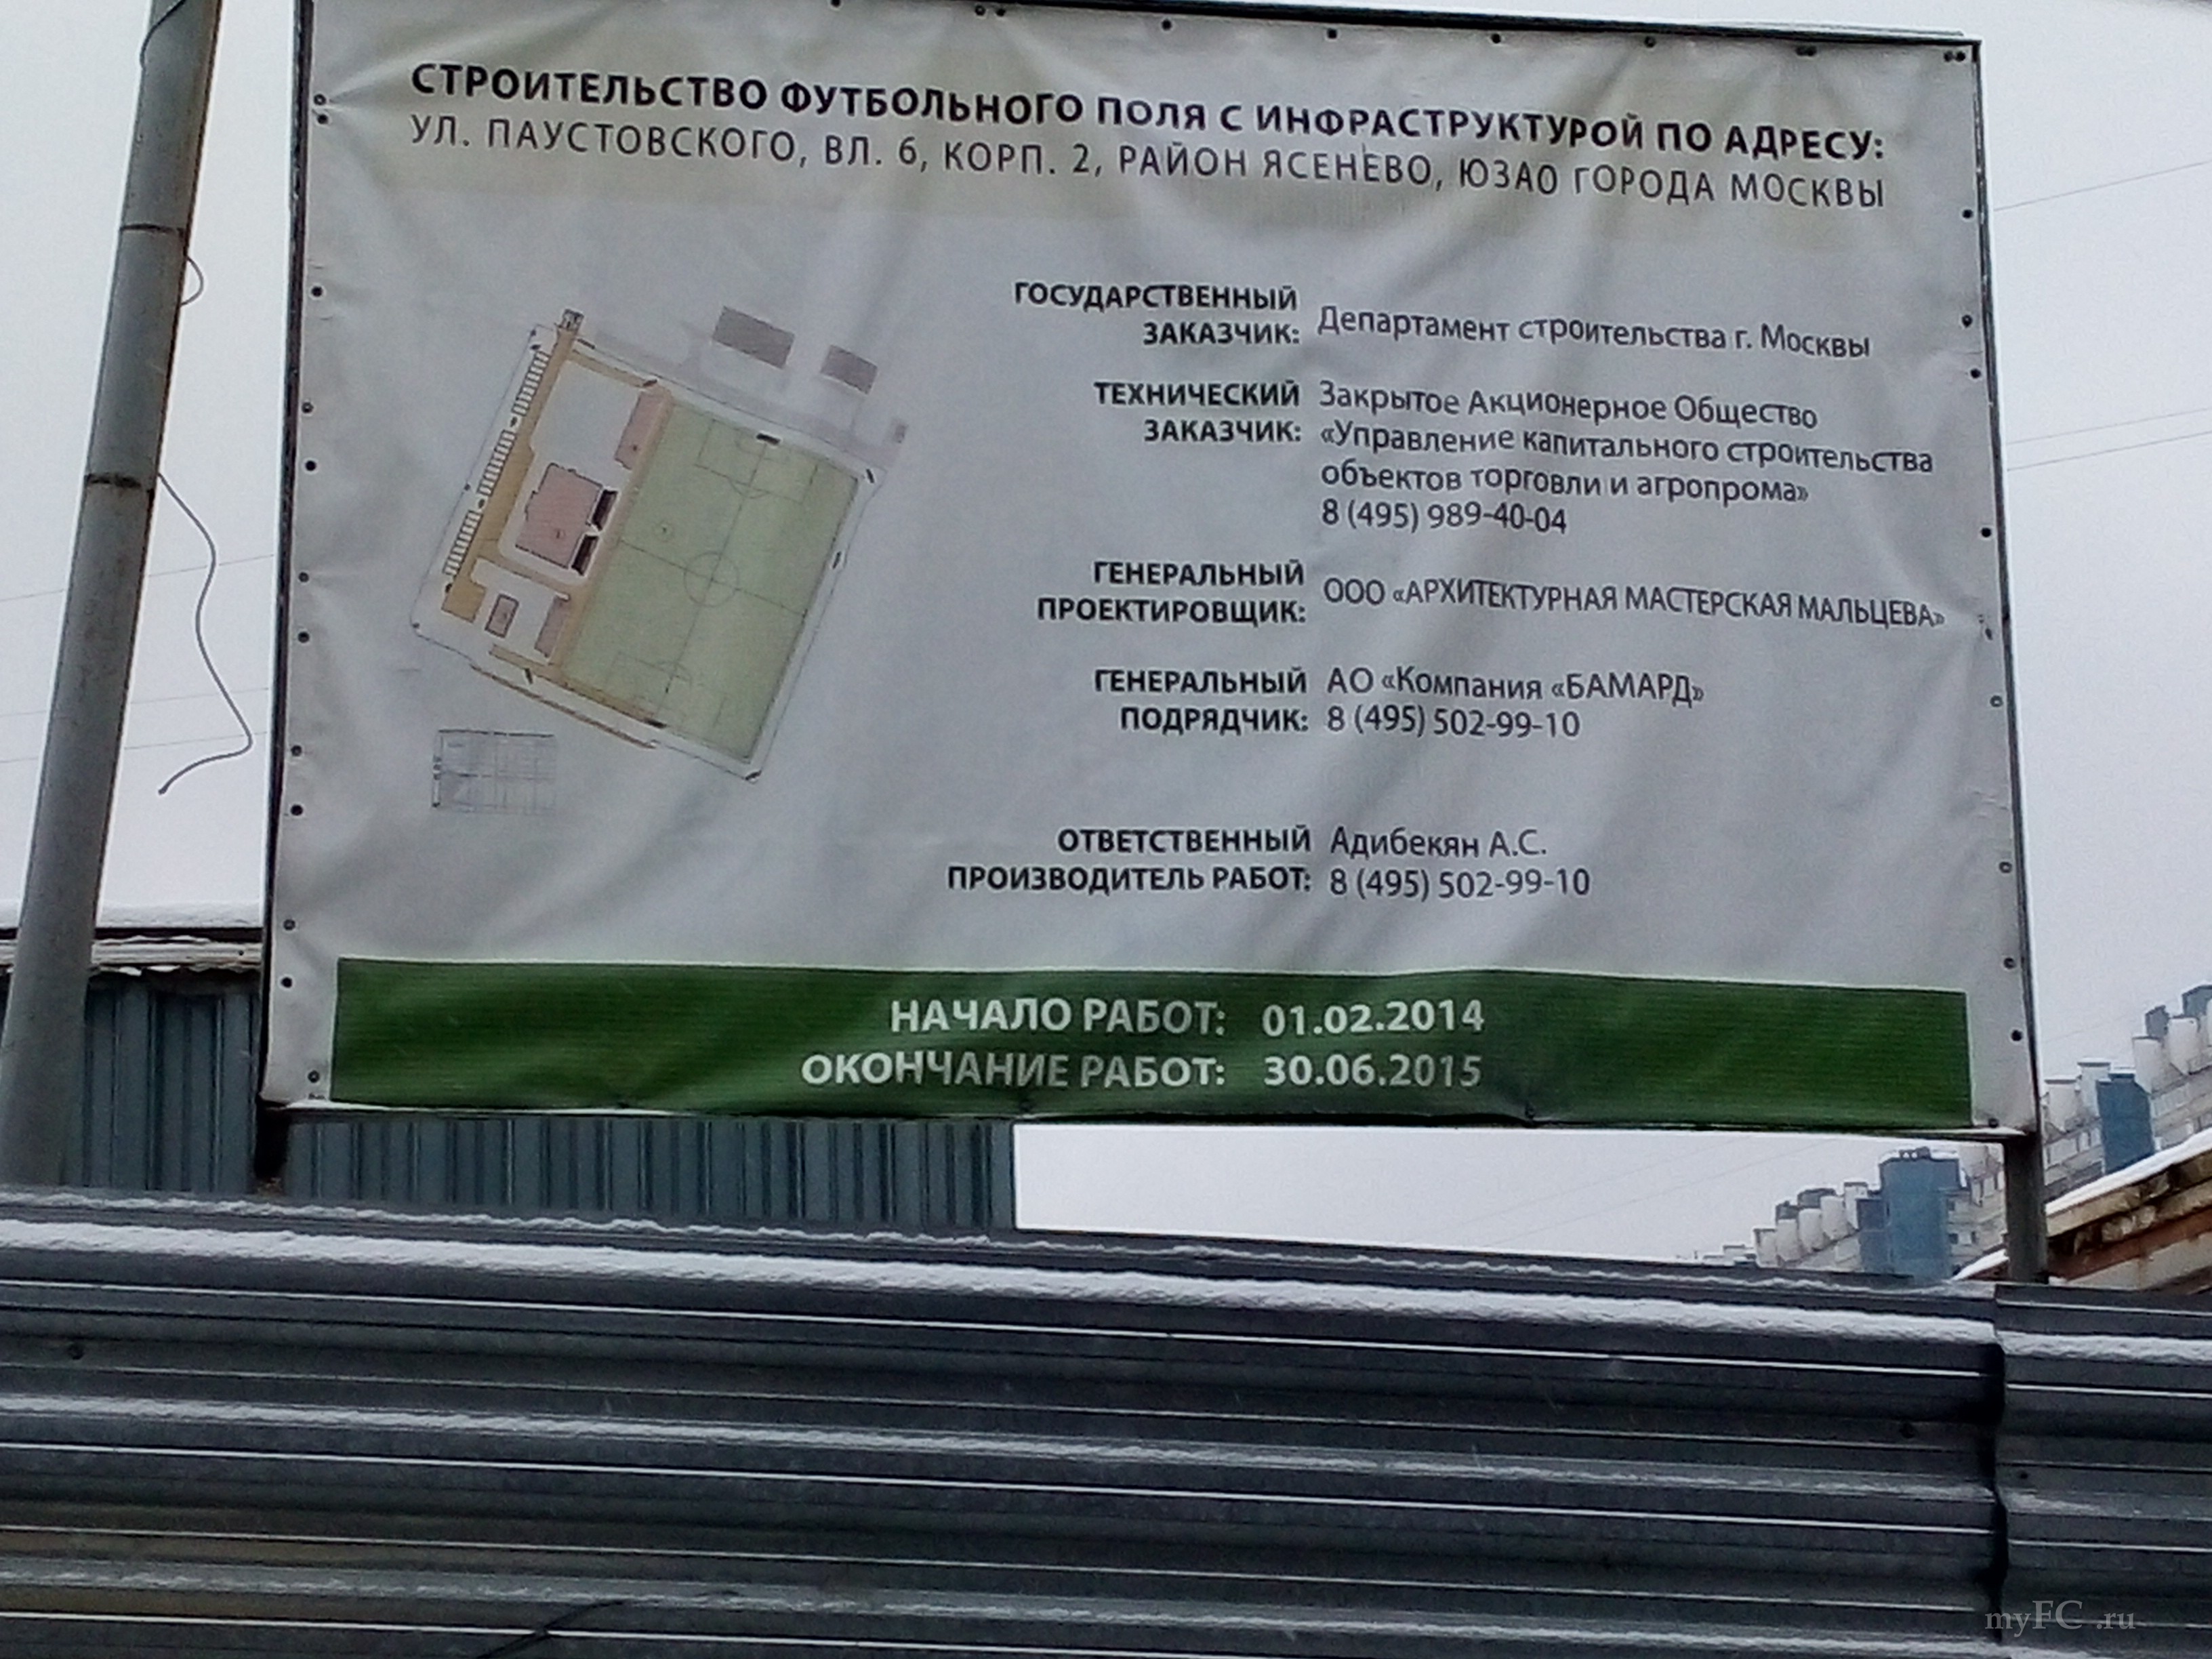 СТРОИТЕЛЬСТВО ФУТБОЛЬНОГО ПОЛЯ С ИНФРАСТРУКТУРОЙ ПО АДРЕСУ:
УЛ. ПАУСТОВСКОГО, ВЛ. 6, КОРП. 2, РАЙОН ЯСЕНЕВО, ЮЗАО ГОРОДА МОСКВЫ
ГОСУДАРСТВЕННЫЙ
ЗАКАЗЧИК: Департамент строительства г. Москвы
ТЕХНИЧЕСКИЙ Закрытое Акционерное Общество
ЗАКАЗЧИК: «Управление капитального строительства
объектов торговли и агропрома»
8 (495) 989-40-04
ГЕНЕРАЛЬНЫЙ
ПРОЕКТИРОВЩИК: ООО «АРХИТЕКТУРНАЯ МАСТЕРСКАЯ МАЛЬЦЕВА»
ГЕНЕРАЛЬНЫЙ АО «Компания «БАМАРД»
ПОДРЯДЧИК: 8 (495) 502-99-10
ОТВЕТСТВЕННЫЙ Адибекян А.С.
ПРОИЗВОДИТЕЛЬ РАБОТ: 8 (495) 502-99-10
НАЧАЛО РАБОТ: 01.02.2014
ОКОНЧАНИЕ РАБОТ: 30.06.2015
myFC .ru